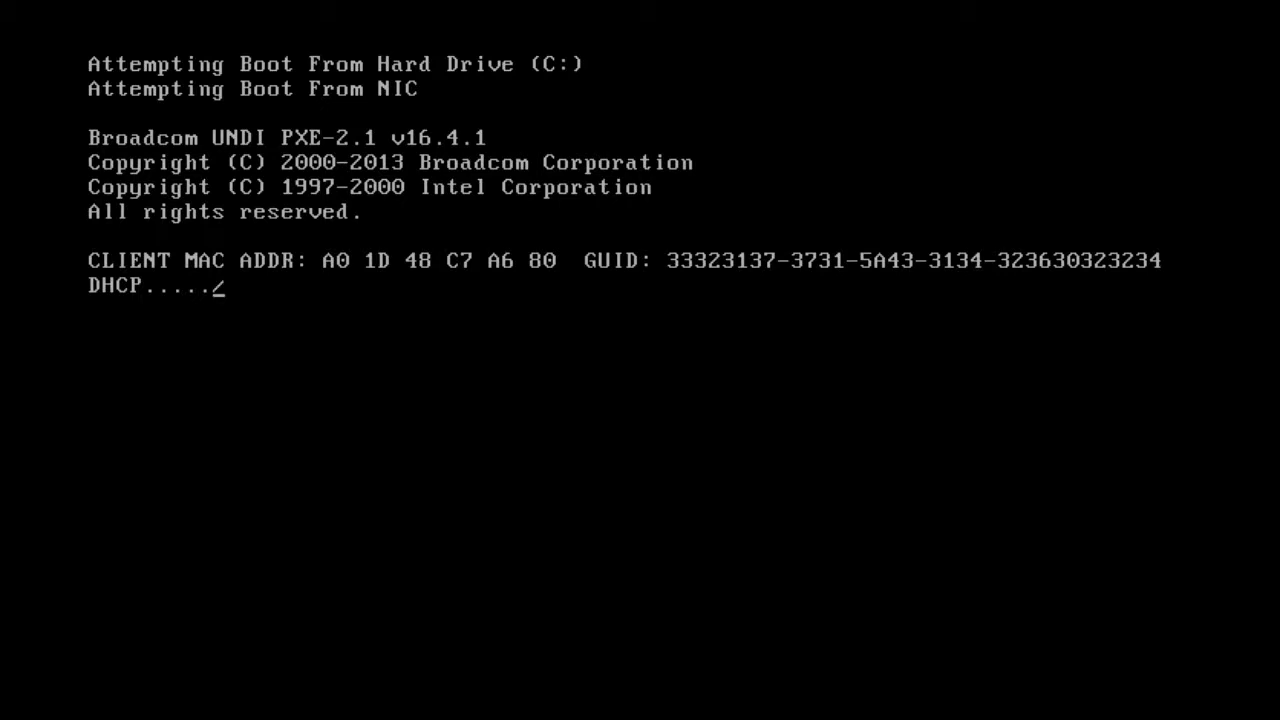 Attempting Boot From Hard Drive (C:)
Attempting Boot From NIC
Broadcom UNDI PXE-2.1 v16.4.1
Copyright (C) 2000-2013 Broadcom Corporation
Copyright (C) 1997-2000 Intel Corporation
All rights reserved.
CLIENT MAC ADDR: A0 1D 48 C7 A6 80  GUID: 33323137-3731-5A43-3134-323630323234
DHCP...../